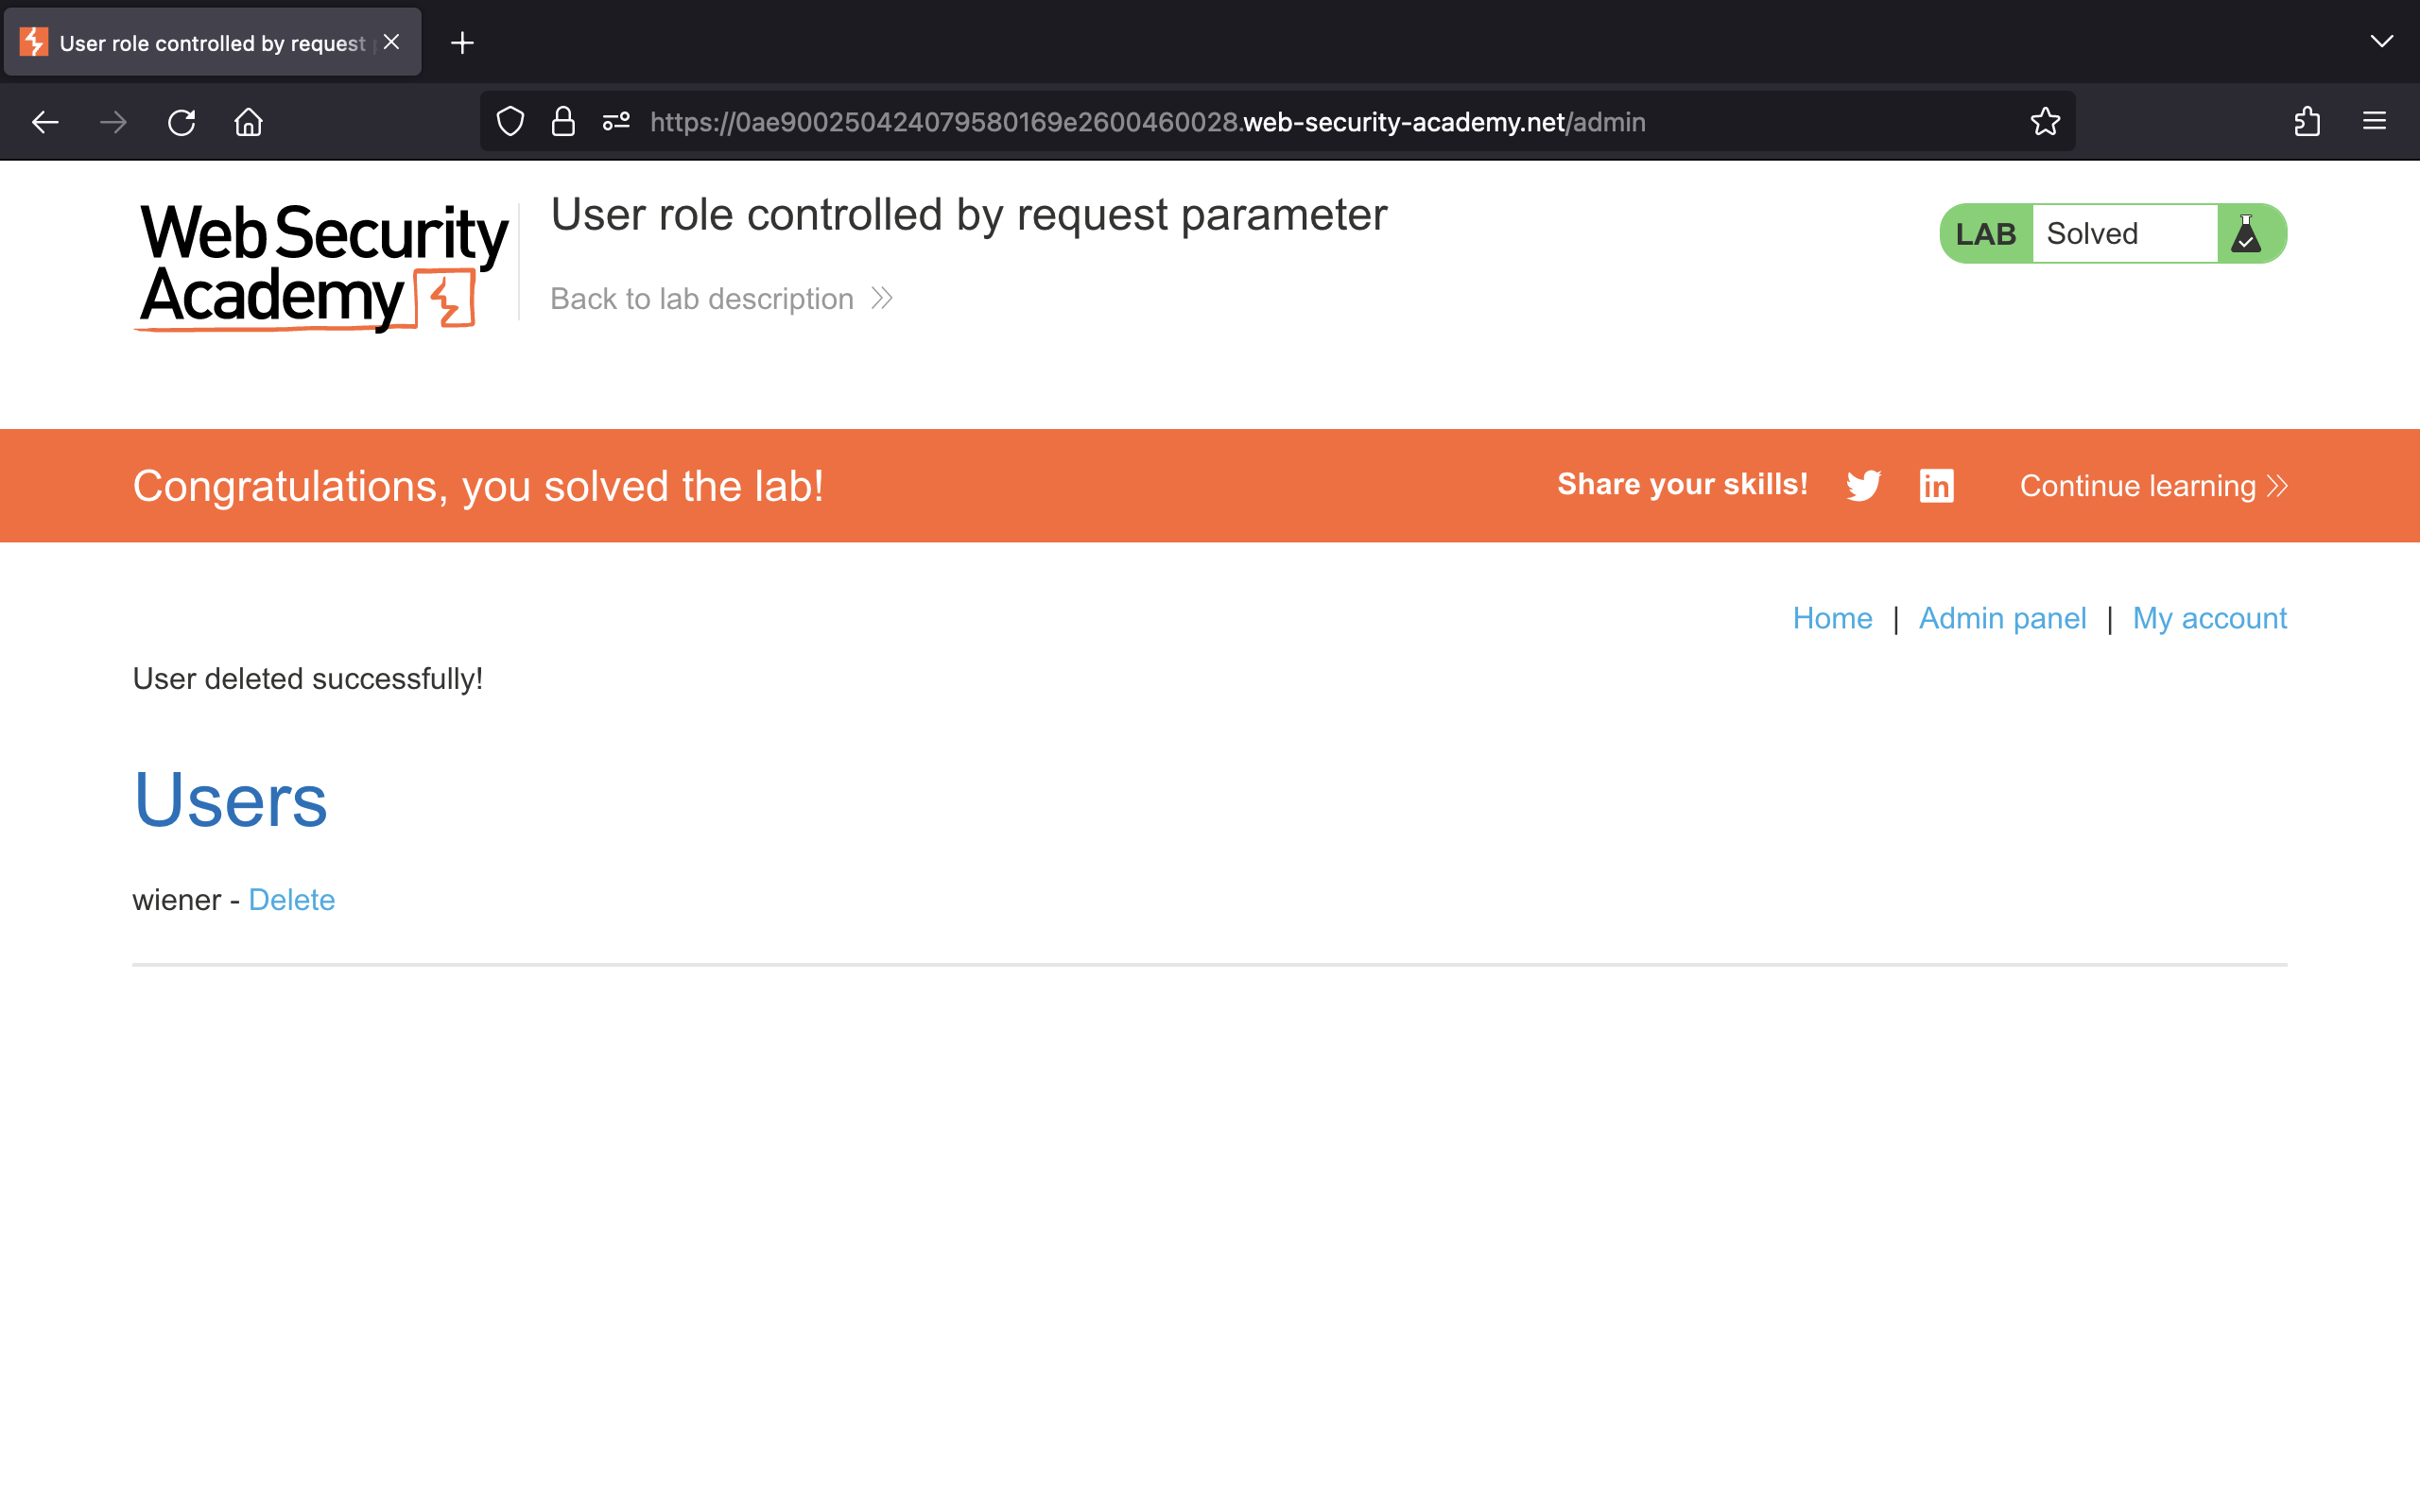 User role controlled by request
https://0ae900250424079580169e2600460028.web-security-academy.net/admin
Web Security
Academy
User role controlled by request parameter
Back to lab description
LAB Solved
Congratulations, you solved the lab!
Share your skills!
in
Continue learning
Home | Admin panel | My account
User deleted successfully!
Users
wiener - Delete